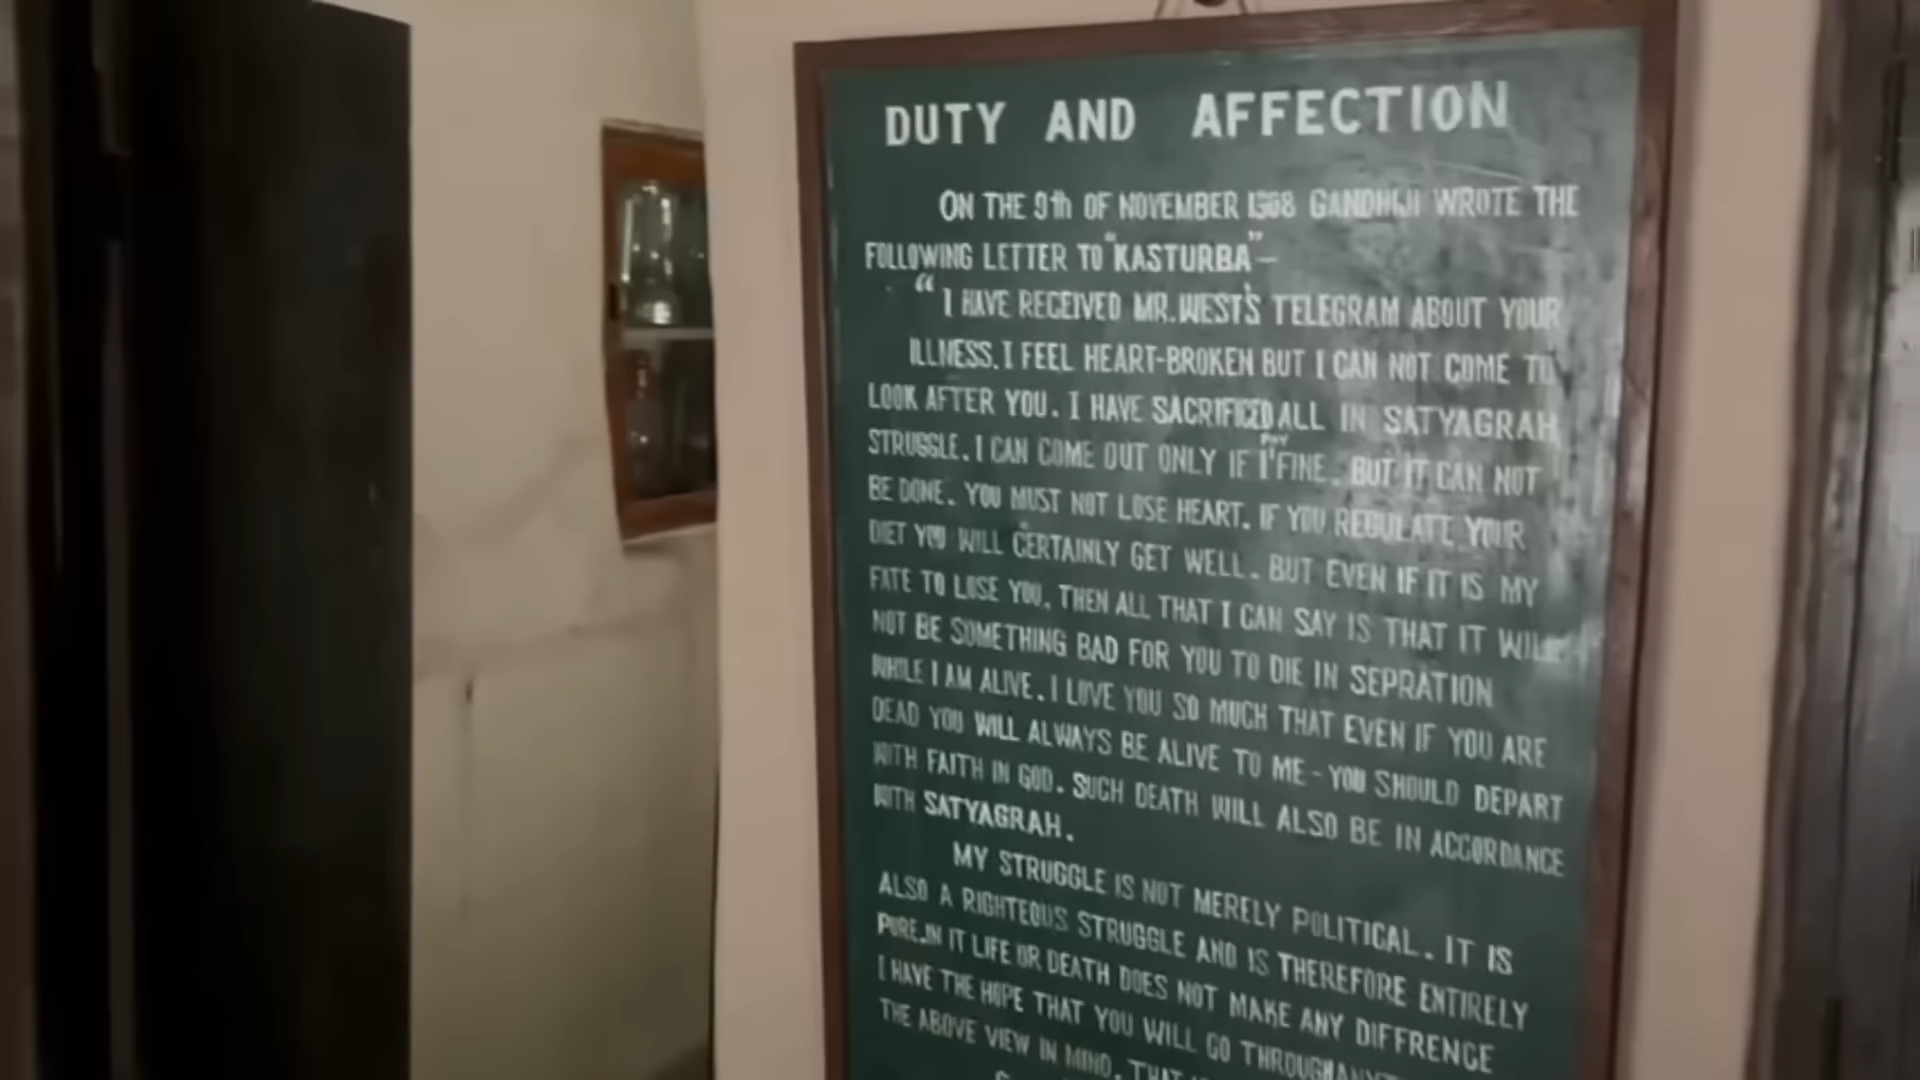 DUTY AND AFFECTION
ON THE 9th OF NOVEMBER 1908 GANDHIJI WROTE THE
FOLLOWING LETTER TO "KASTURBA"—
"I HAVE RECEIVED MR. WEST'S TELEGRAM ABOUT YOUR
ILLNESS. I FEEL HEART-BROKEN BUT I CAN NOT COME TO
LOOK AFTER YOU. I HAVE SACRIFICED ALL IN SATYAGRAH
STRUGGLE. I CAN COME OUT ONLY IF I PAY FINE. BUT IT CAN NOT
BE DONE. YOU MUST NOT LOSE HEART. IF YOU REGULATE YOUR
DIET YOU WILL CERTAINLY GET WELL. BUT EVEN IF IT IS MY
FATE TO LOSE YOU, THEN ALL THAT I CAN SAY IS THAT IT WILL
NOT BE SOMETHING BAD FOR YOU TO DIE IN SEPRATION
WHILE I AM ALIVE. I LOVE YOU SO MUCH THAT EVEN IF YOU ARE
DEAD YOU WILL ALWAYS BE ALIVE TO ME - YOU SHOULD DEPART
WITH FAITH IN GOD. SUCH DEATH WILL ALSO BE IN ACCORDANCE
WITH SATYAGRAH.
MY STRUGGLE IS NOT MERELY POLITICAL. IT IS
ALSO A RIGHTEOUS STRUGGLE AND IS THEREFORE ENTIRELY
PURE. IN IT LIFE OR DEATH DOES NOT MAKE ANY DIFFRENCE
I HAVE THE HOPE THAT YOU WILL GO THROUGH
THE ABOVE VIEW IN MIND. THAT